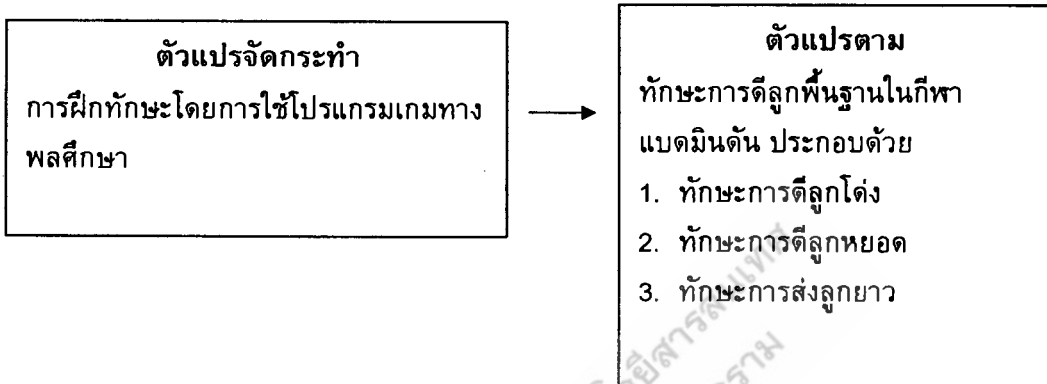 ตัวแปรจัดกระทำ
การฝึกทักษะโดยการใช้โปรแกรมเกมทาง
พลศึกษา
ตัวแปรตาม
ทักษะการตีลูกพื้นฐานในกีฬา
แบดมินตัน ประกอบด้วย
1. ทักษะการตีลูกโด่ง
2. ทักษะการตีลูกหยอด
3. ทักษะการส่งลูกยาว